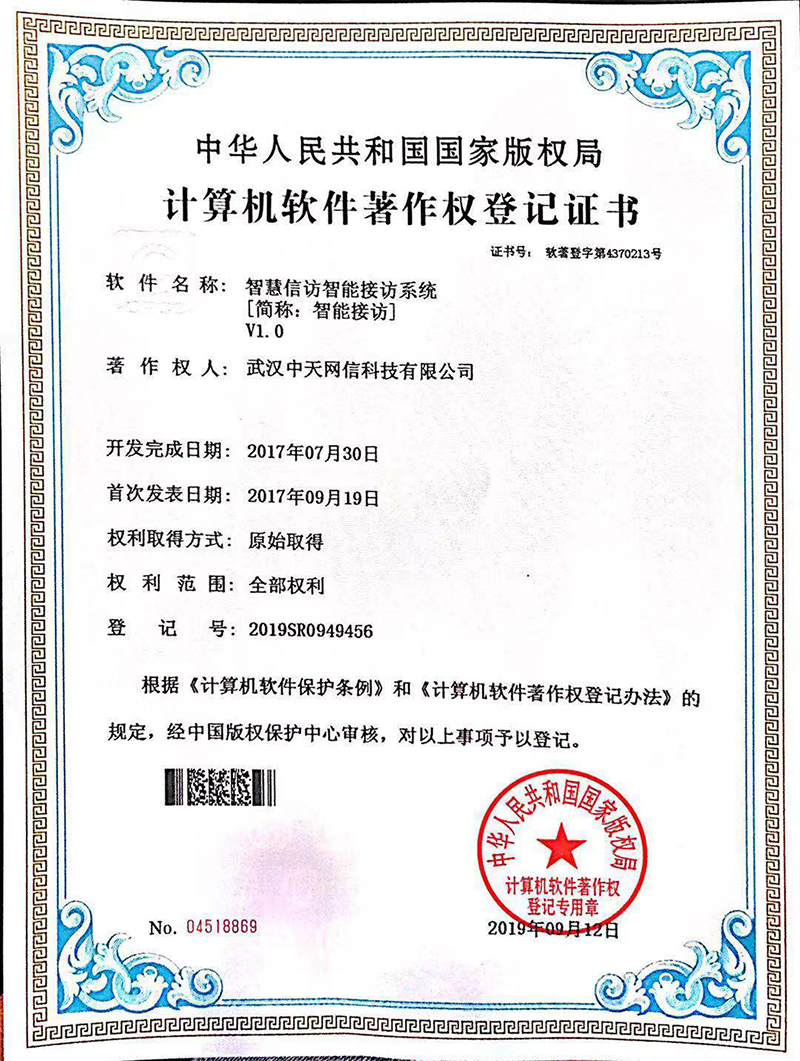 中华人民共和国国家版权局
计算机软件著作权登记证书
证书号： 软著登字第4370213号
软件名称： 智慧信访智能接访系统
[简称：智能接访]
V1.0
著作权人： 武汉中天网信科技有限公司
开发完成日期： 2017年07月30日
首次发表日期： 2017年09月19日
权利取得方式： 原始取得
权利范围： 全部权利
登记号： 2019SR0949456
根据《计算机软件保护条例》和《计算机软件著作权登记办法》的
规定，经中国版权保护中心审核，对以上事项予以登记。
中华人民共和国国家版权局
计算机软件著作权
登记专用章
No. 04518869
2019年09月12日